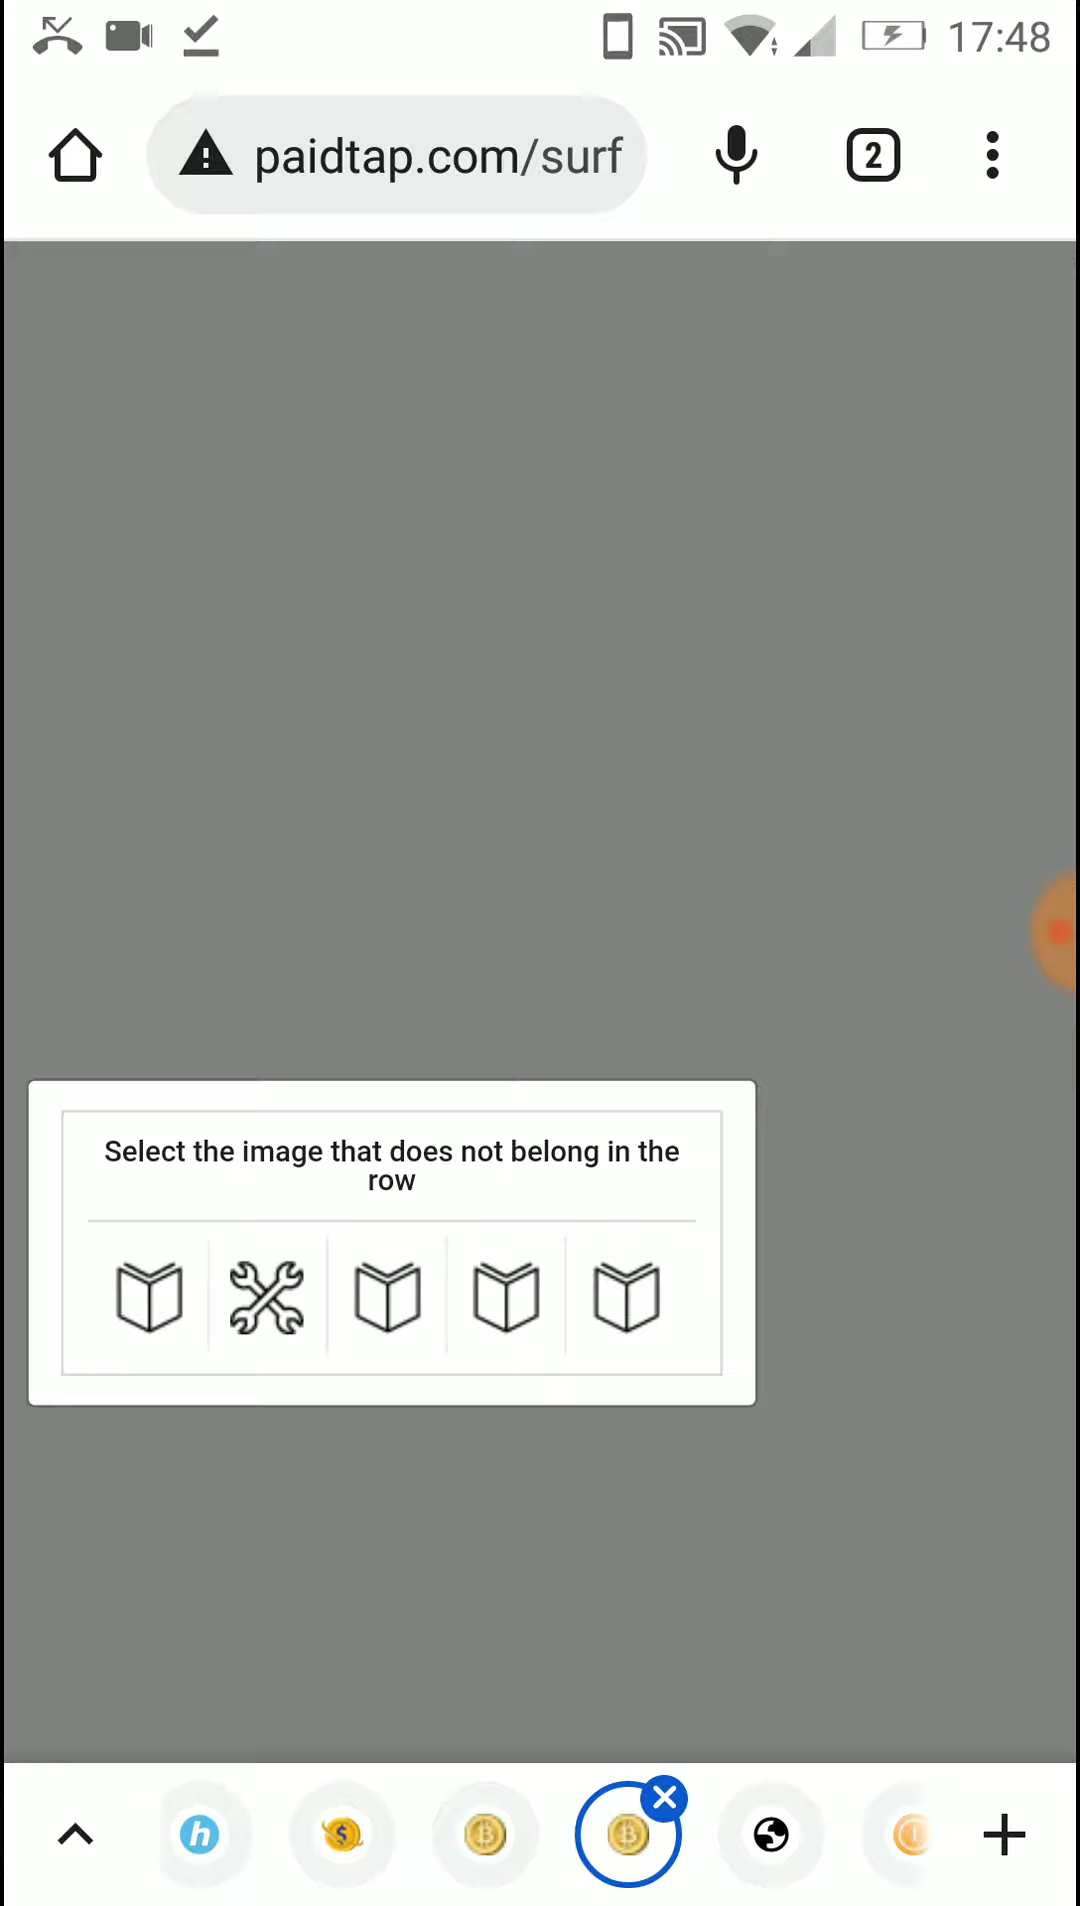 17:48
paidtap.com/surf
2
Select the image that does not belong in the
row